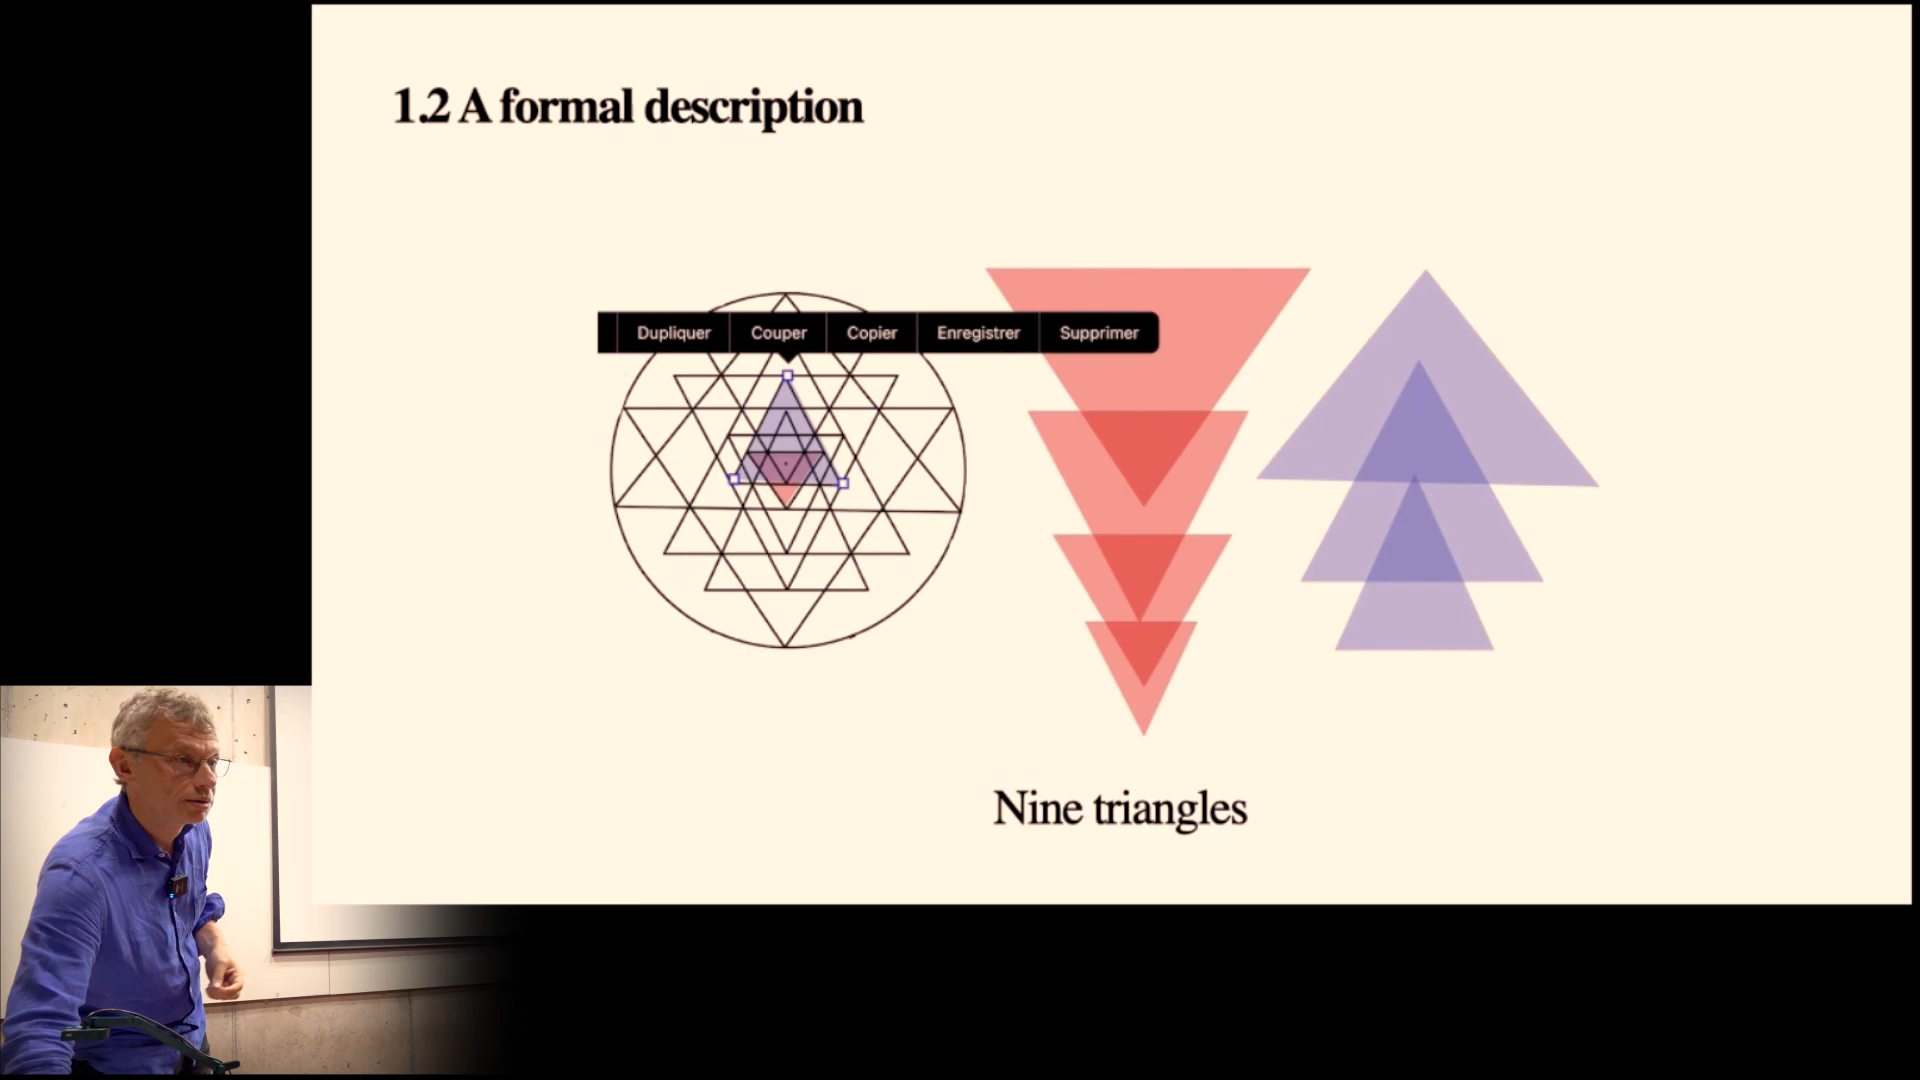 1.2 A formal description
Dupliquer Couper Copier Enregistrer Supprimer
Nine triangles